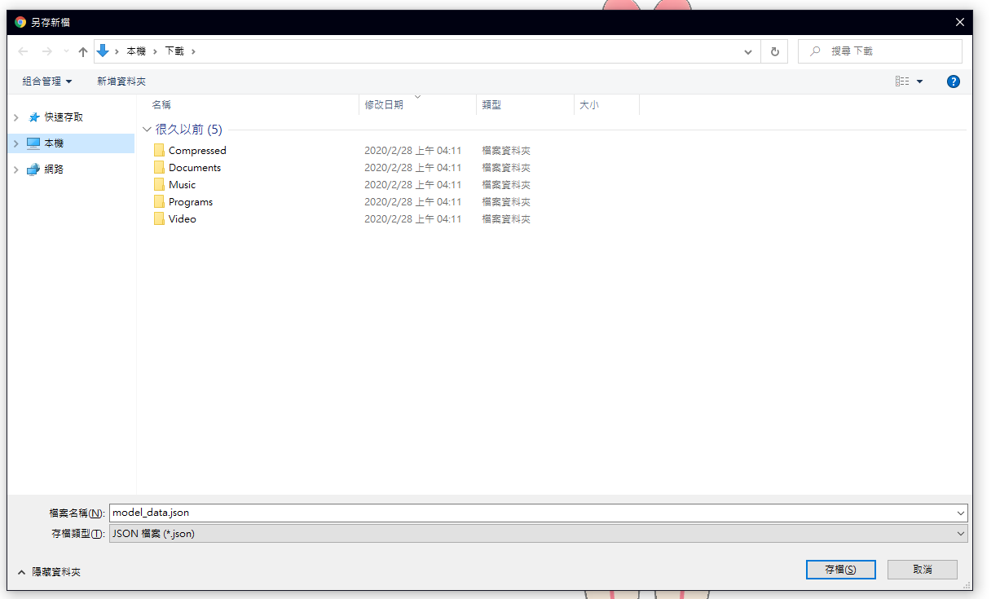 另存新檔
本機 下載
搜尋 下載
組合管理 新增資料夾
快速存取
本機
網路
名稱 修改日期 類型 大小
很久以前 (5)
Compressed 2020/2/28 上午 04:11 檔案資料夾
Documents 2020/2/28 上午 04:11 檔案資料夾
Music 2020/2/28 上午 04:11 檔案資料夾
Programs 2020/2/28 上午 04:11 檔案資料夾
Video 2020/2/28 上午 04:11 檔案資料夾
檔案名稱(N): model_data.json
存檔類型(T): JSON 檔案 (*.json)
隱藏資料夾 存檔(S) 取消